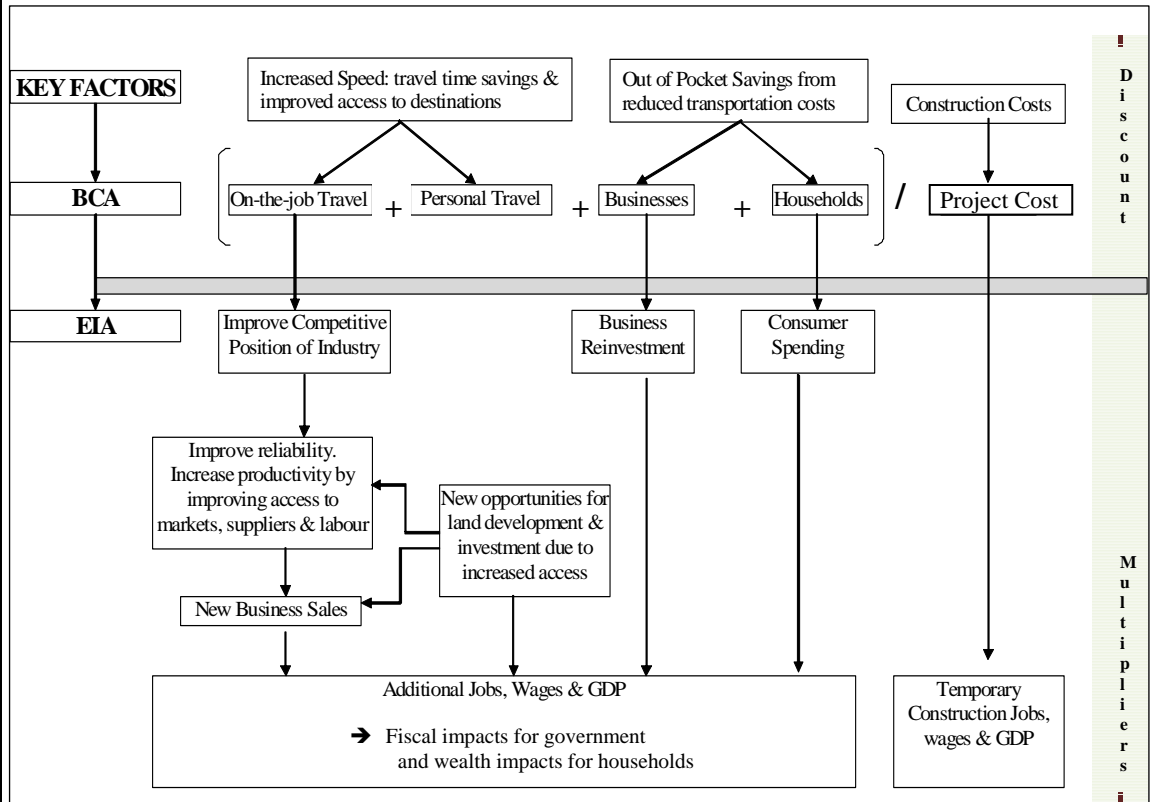 KEY FACTORS
Increased Speed: travel time savings &
improved access to destinations
Out of Pocket Savings from
reduced transportation costs
Construction Costs
Discount
BCA
On-the-job Travel
+
Personal Travel
+
Businesses
+
Households
/
Project Cost
EIA
Improve Competitive
Position of Industry
Business
Reinvestment
Consumer
Spending
Improve reliability.
Increase productivity by
improving access to
markets, suppliers & labour
New opportunities for
land development &
investment due to
increased access
New Business Sales
Multipliers
Additional Jobs, Wages & GDP
➔ Fiscal impacts for government
and wealth impacts for households
Temporary
Construction Jobs,
wages & GDP